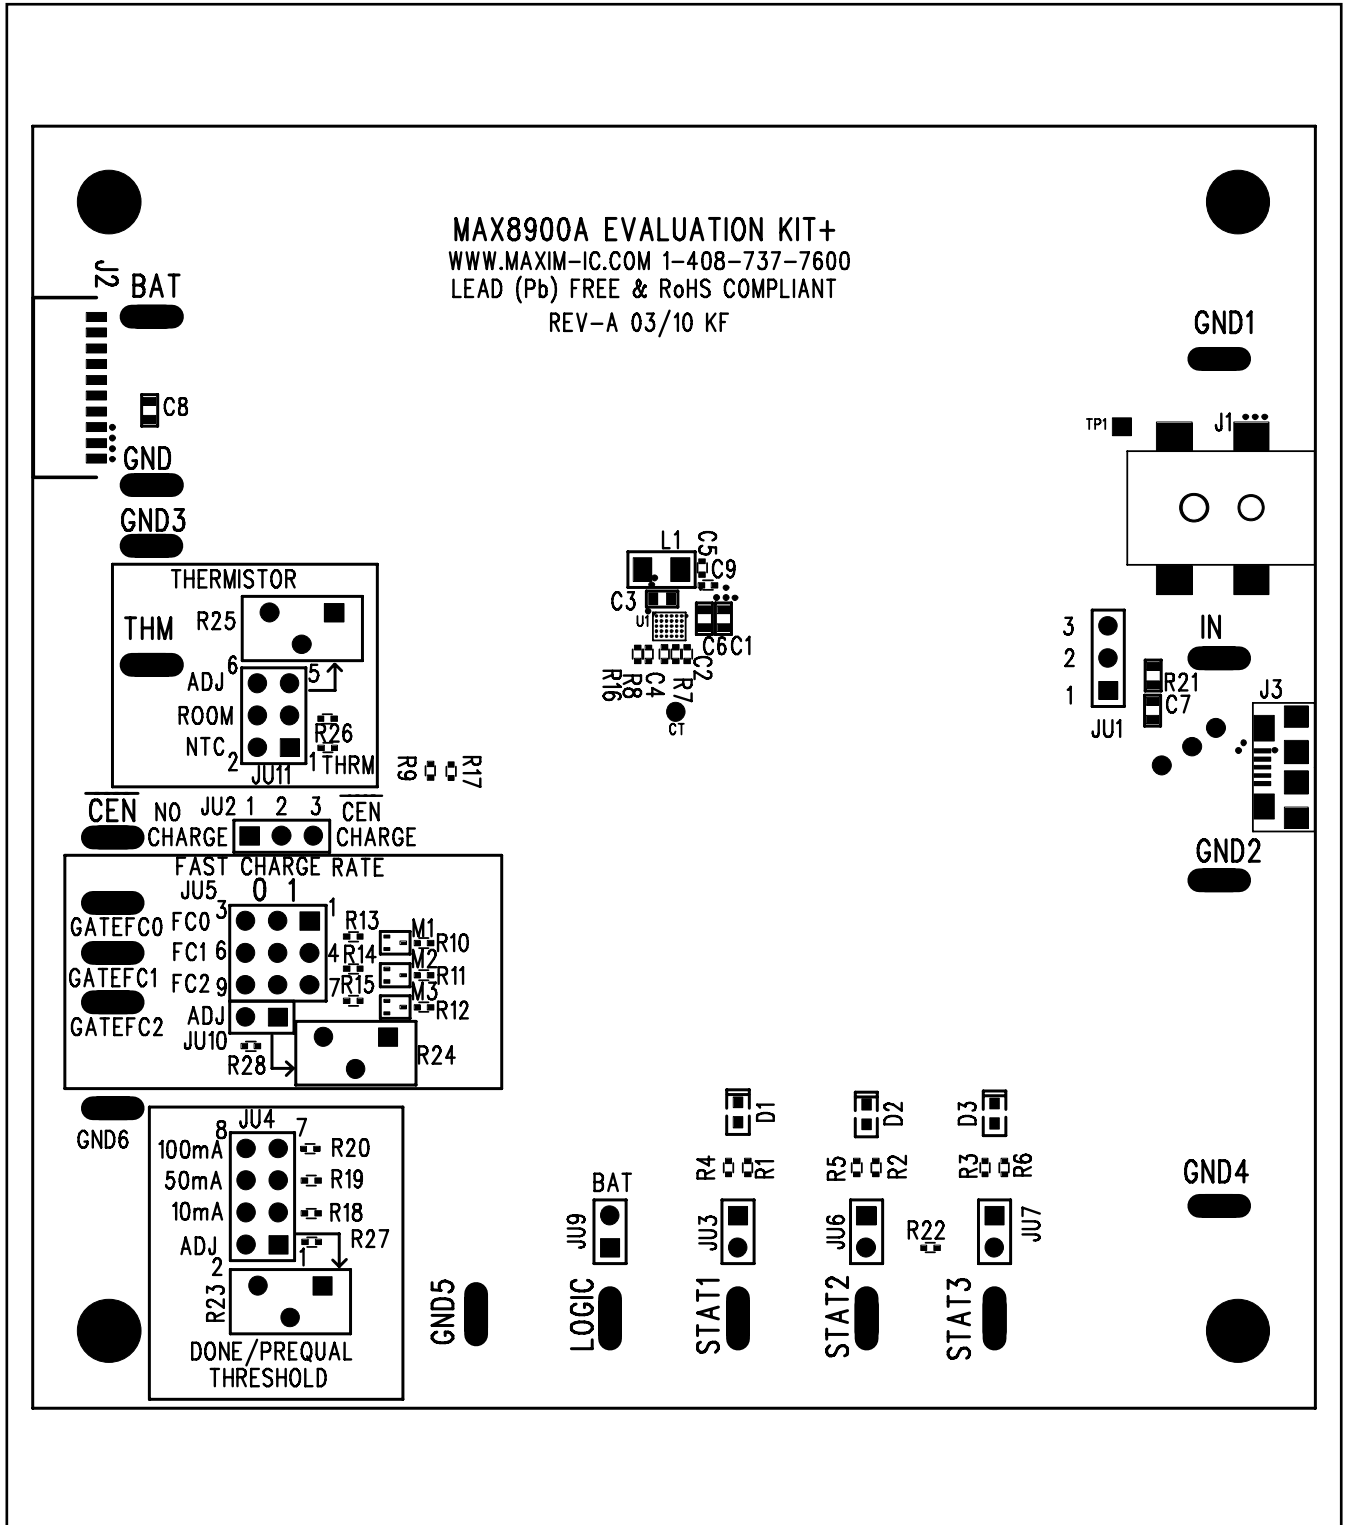 MAX8900A EVALUATION KIT+
WWW.MAXIM-IC.COM 1-408-737-7600
LEAD (Pb) FREE & RoHS COMPLIANT
REV-A 03/10 KF
J2
BAT
C8
GND
GND3
GND1
TP1
J1
L1
C5
C9
C3
U1
C6
C1
R16
R8
C4
R7
C2
CT
THERMISTOR
R25
THM
6
5
ADJ
ROOM
NTC
R26
2
1
JU11
THRM
3
2
1
JU1
IN
R21
C7
J3
R9
R17
CEN
NO
CHARGE
JU2 1 2 3
CEN
CHARGE
FAST CHARGE RATE
JU5
0 1
3
1
GATEFC0
FC0
R13
M1
R10
GATEFC1
FC1
6
4
R14
M2
R11
GATEFC2
FC2
9
7
R15
M3
R12
ADJ
JU10
R28
R24
GND2
GND6
JU4
8
7
100mA
R20
50mA
R19
10mA
R18
ADJ
R27
2
1
R23
DONE/PREQUAL
THRESHOLD
GND5
BAT
JU9
LOGIC
D1
R4
R1
JU3
STAT1
D2
R5
R2
JU6
R22
STAT2
D3
R3
R6
JU7
STAT3
GND4